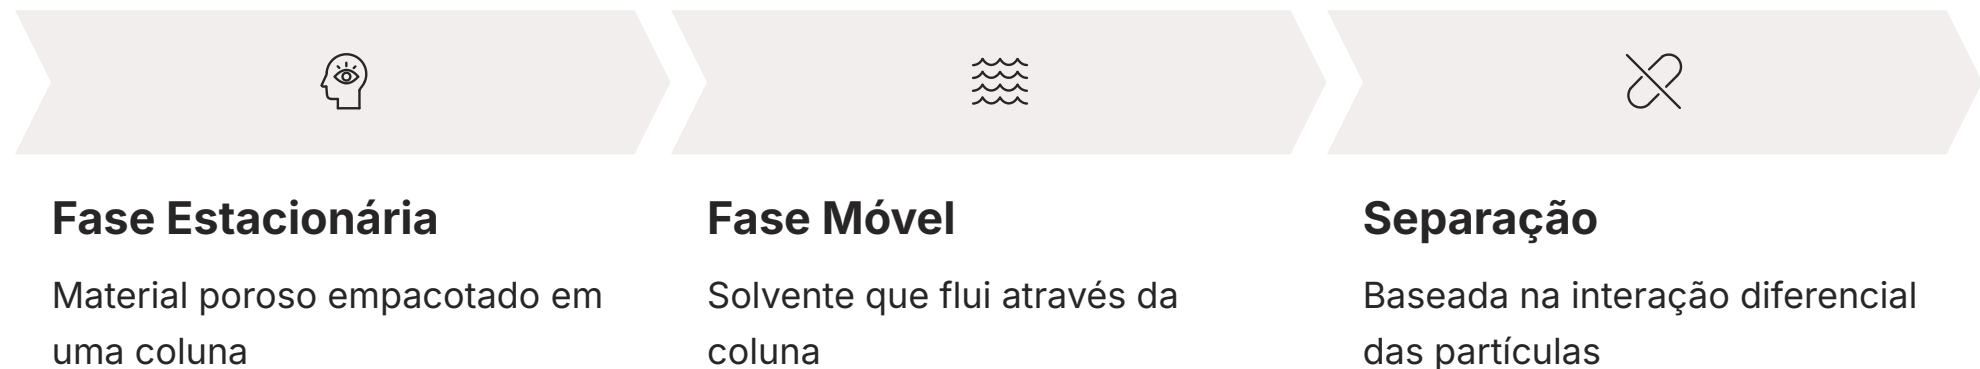 Fase Estacionária
Material poroso empacotado em
uma coluna
Fase Móvel
Solvente que flui através da
coluna
Separação
Baseada na interação diferencial
das partículas